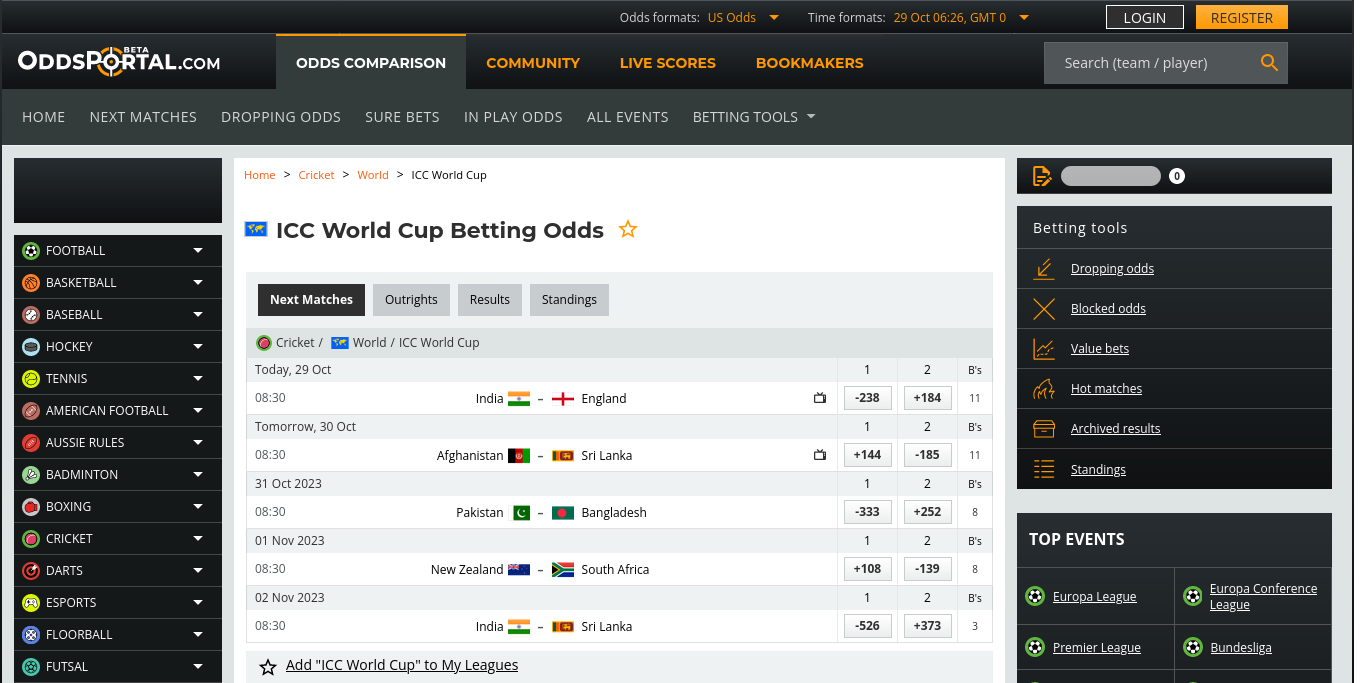 Odds formats: US Odds Time formats: 29 Oct 06:26, GMT 0 LOGIN REGISTER
BETA
ODDSPORTAL.COM ODDS COMPARISON COMMUNITY LIVE SCORES BOOKMAKERS Search (team / player)
HOME NEXT MATCHES DROPPING ODDS SURE BETS IN PLAY ODDS ALL EVENTS BETTING TOOLS
FOOTBALL
BASKETBALL
BASEBALL
HOCKEY
TENNIS
AMERICAN FOOTBALL
AUSSIE RULES
BADMINTON
BOXING
CRICKET
DARTS
ESPORTS
FLOORBALL
FUTSAL
Home > Cricket > World > ICC World Cup
ICC World Cup Betting Odds
Next Matches Outrights Results Standings
Cricket / World / ICC World Cup
Today, 29 Oct 1 2 B's
08:30 India – England -238 +184 11
Tomorrow, 30 Oct 1 2 B's
08:30 Afghanistan – Sri Lanka +144 -185 11
31 Oct 2023 1 2 B's
08:30 Pakistan – Bangladesh -333 +252 8
01 Nov 2023 1 2 B's
08:30 New Zealand – South Africa +108 -139 8
02 Nov 2023 1 2 B's
08:30 India – Sri Lanka -526 +373 3
Add "ICC World Cup" to My Leagues
0
Betting tools
Dropping odds
Blocked odds
Value bets
Hot matches
Archived results
Standings
TOP EVENTS
Europa League
Europa Conference
League
Premier League
Bundesliga